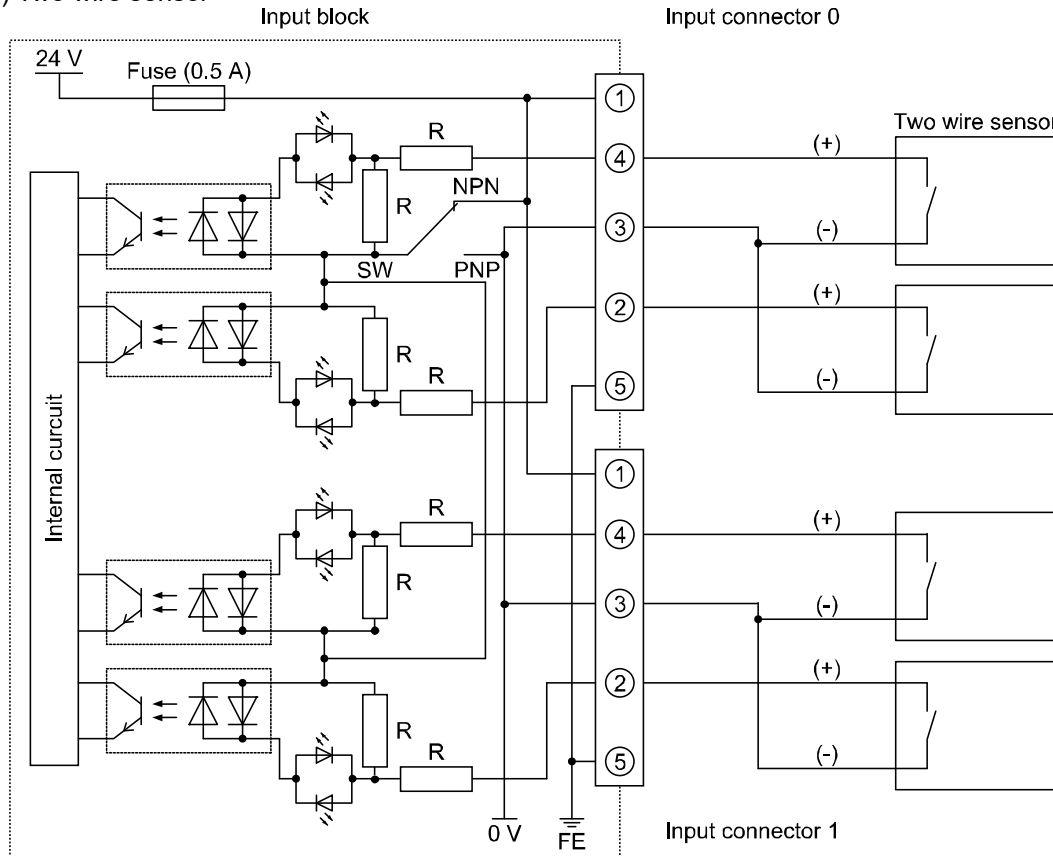 ) Two wire sensor
Input block
Input connector 0
24 V
Fuse (0.5 A)
1
Two wire sensor
R
(+)
4
NPN
R
3
(-)
SW
PNP
(+)
2
R
R
(-)
5
Internal curcuit
1
R
(+)
4
R
3
(-)
(+)
2
R
R
(-)
5
0 V
FE
Input connector 1